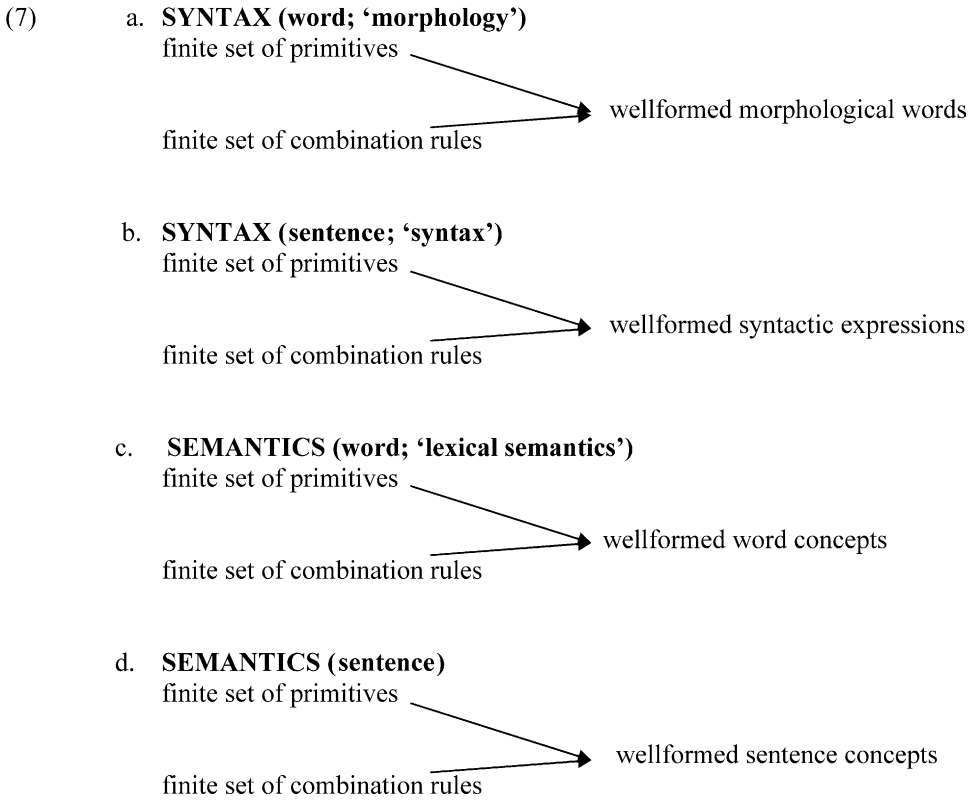 (7) a. SYNTAX (word; ‘morphology’)
finite set of primitives
wellformed morphological words
finite set of combination rules
b. SYNTAX (sentence; ‘syntax’)
finite set of primitives
wellformed syntactic expressions
finite set of combination rules
c. SEMANTICS (word; ‘lexical semantics’)
finite set of primitives
wellformed word concepts
finite set of combination rules
d. SEMANTICS (sentence)
finite set of primitives
wellformed sentence concepts
finite set of combination rules